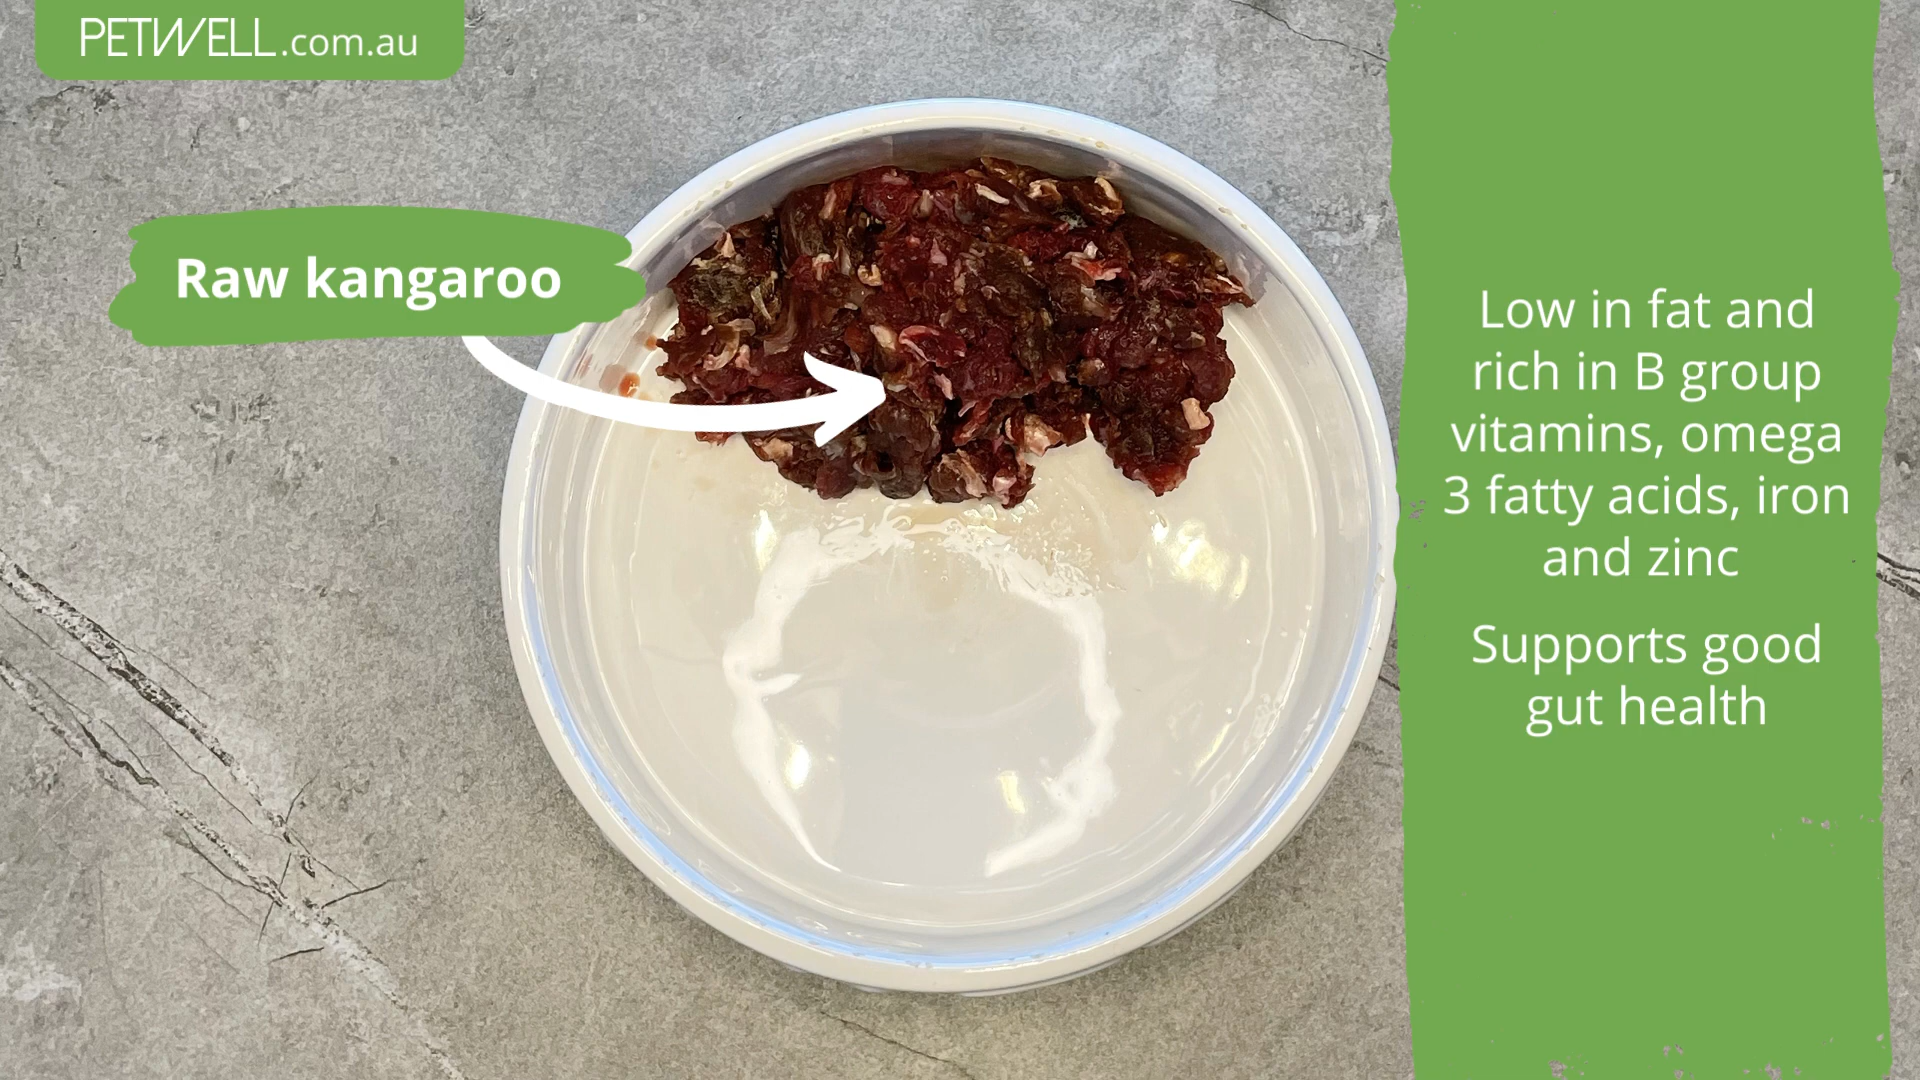 PETWELL.com.au
Raw kangaroo
Low in fat and
rich in B group
vitamins, omega
3 fatty acids, iron
and zinc
Supports good
gut health